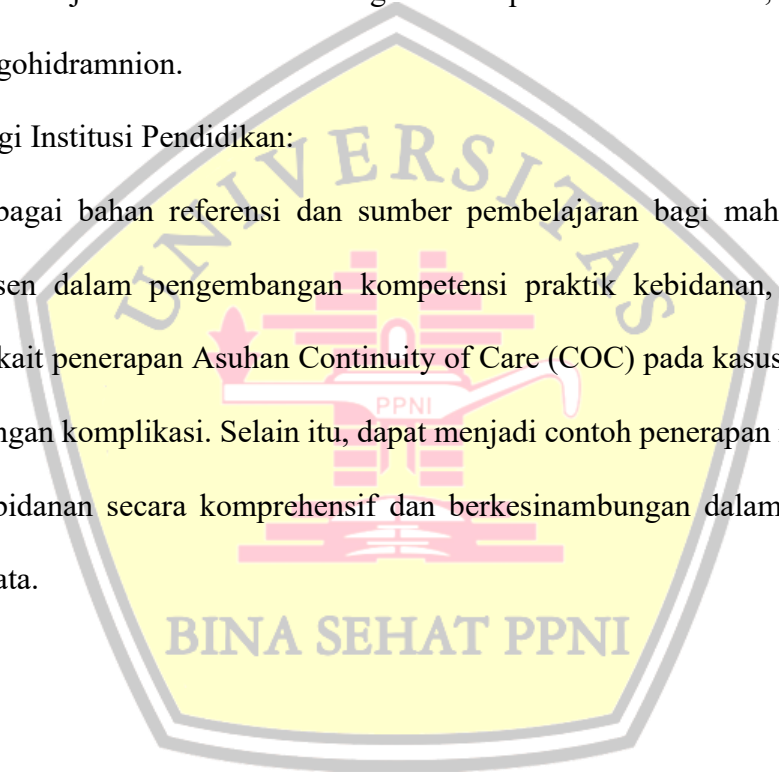 gohidramnion.
gi Institusi Pendidikan:
UNIVERSITAS
bagai bahan referensi dan sumber pembelajaran bagi mah
sen dalam pengembangan kompetensi praktik kebidanan,
kait penerapan Asuhan Continuity of Care (COC) pada kasus
PPNI
ngan komplikasi. Selain itu, dapat menjadi contoh penerapan
bidanan secara komprehensif dan berkesinambungan dalam
ata.
BINA SEHAT PPNI